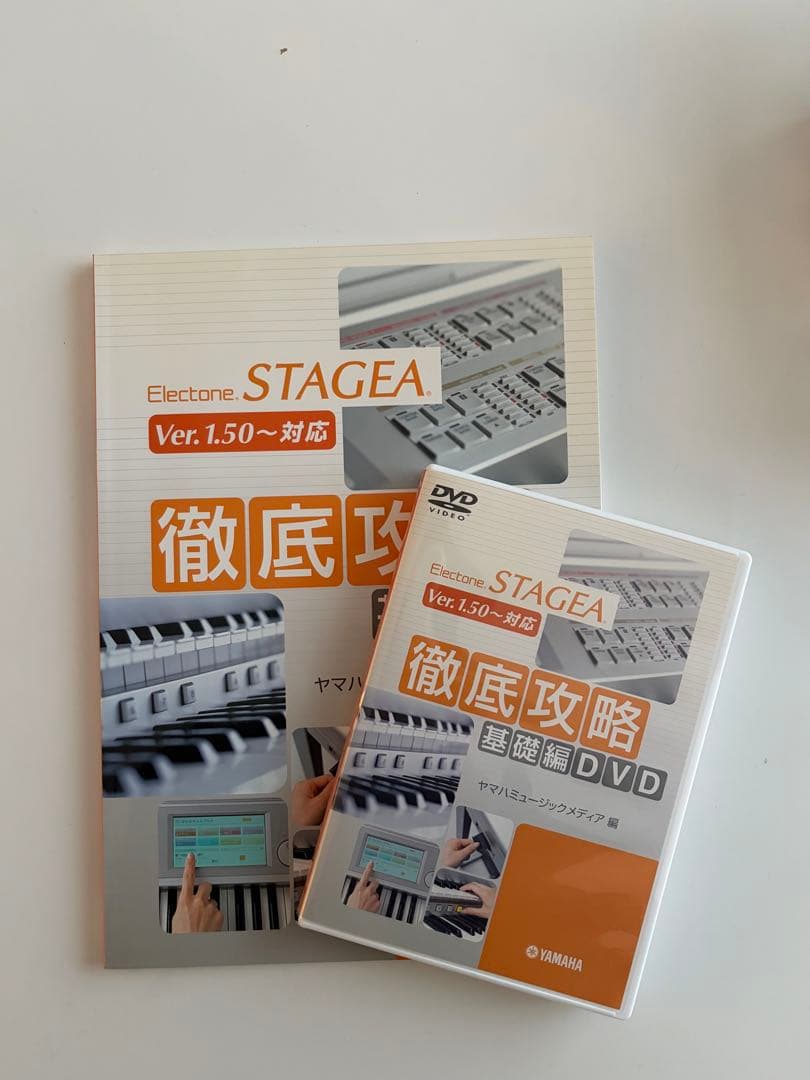 Electone® STAGEA®
Ver.1.50～対応
徹底攻
ヤマハ
DVD
VIDEO™
Electone® STAGEA®
Ver.1.50～対応
徹底攻略
基礎編DVD
ヤマハミュージックメディア 編
YAMAHA